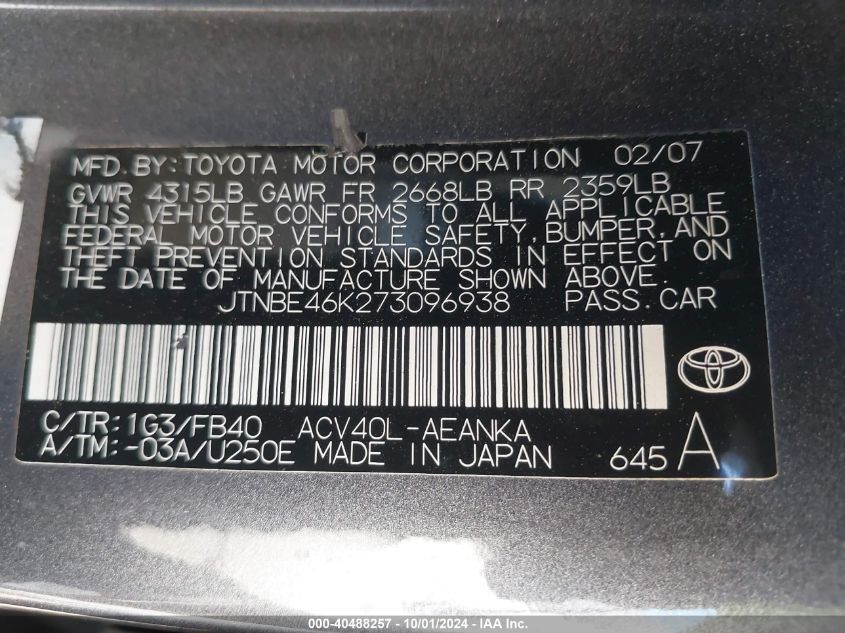 MFD. BY: TOYOTA MOTOR CORPORATION 02/07
GVWR 4315LB GAWR FR 2668LB RR 2359LB
THIS VEHICLE CONFORMS TO ALL APPLICABLE
FEDERAL MOTOR VEHICLE SAFETY, BUMPER, AND
THEFT PREVENTION STANDARDS IN EFFECT ON
THE DATE OF MANUFACTURE SHOWN ABOVE.
JTNBE46K273096938 PASS. CAR
C/TR: 1G3/FB40 ACV40L-AEANKA
A/TM: -03A/U250E MADE IN JAPAN 645 A
000-40488257 - 10/01/2024 - IAAI.COM